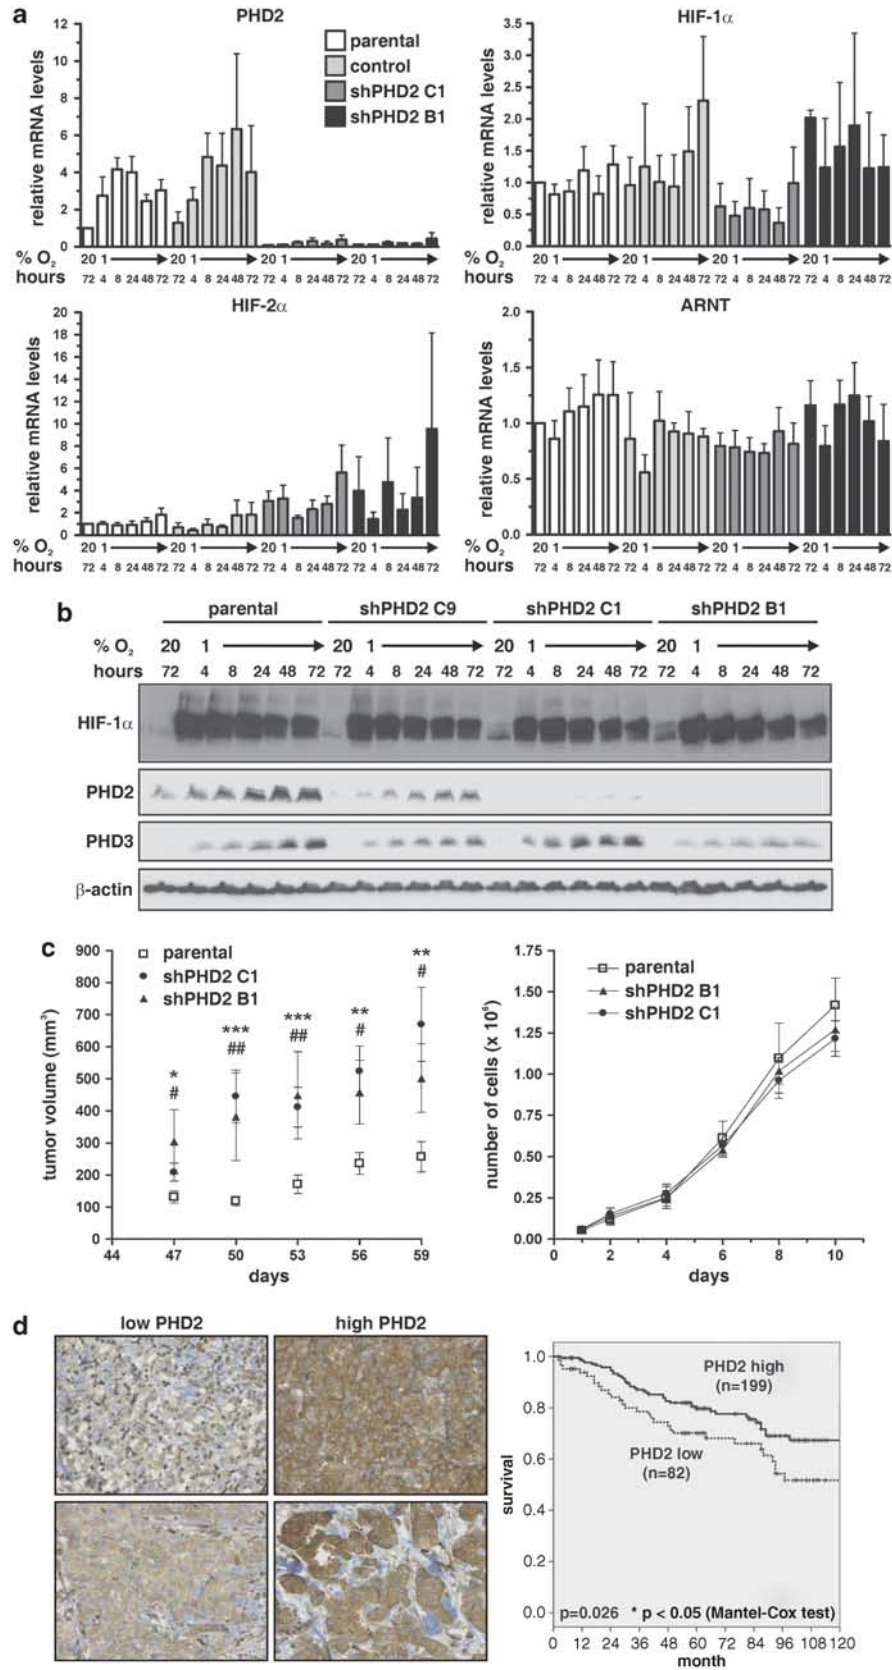 a
PHD2
12
10
8
6
4
2
0
relative mRNA levels
parental
control
shPHD2 C1
shPHD2 B1
% O₂ 20 1 20 1 20 1 20 1
hours 72 4 8 24 48 72 72 4 8 24 48 72 72 4 8 24 48 72 72 4 8 24 48 72
HIF-1α
3.5
3.0
2.5
2.0
1.5
1.0
0.5
0.0
relative mRNA levels
% O₂ 20 1 20 1 20 1 20 1
hours 72 4 8 24 48 72 72 4 8 24 48 72 72 4 8 24 48 72 72 4 8 24 48 72
HIF-2α
20
18
16
14
12
10
8
6
4
2
0
relative mRNA levels
% O₂ 20 1 20 1 20 1 20 1
hours 72 4 8 24 48 72 72 4 8 24 48 72 72 4 8 24 48 72 72 4 8 24 48 72
ARNT
2.0
1.5
1.0
0.5
0.0
relative mRNA levels
% O₂ 20 1 20 1 20 1 20 1
hours 72 4 8 24 48 72 72 4 8 24 48 72 72 4 8 24 48 72 72 4 8 24 48 72
b
parental shPHD2 C9 shPHD2 C1 shPHD2 B1
% O₂ 20 1 20 1 20 1 20 1
hours 72 4 8 24 48 72 72 4 8 24 48 72 72 4 8 24 48 72 72 4 8 24 48 72
HIF-1α
PHD2
PHD3
β-actin
c
900
800
700
600
500
400
300
200
100
0
tumor volume (mm³)
parental
shPHD2 C1
shPHD2 B1
*
#
***
##
***
##
**
#
**
#
44 47 50 53 56 59
days
1.75
1.50
1.25
1.00
0.75
0.50
0.25
0.00
number of cells (x 10⁶)
parental
shPHD2 B1
shPHD2 C1
0 2 4 6 8 10
days
d
low PHD2 high PHD2
1.0
0.8
0.6
0.4
0.2
0.0
survival
PHD2 high
(n=199)
PHD2 low
(n=82)
p=0.026 * p < 0.05 (Mantel-Cox test)
0 12 24 36 48 60 72 84 96 108 120
month